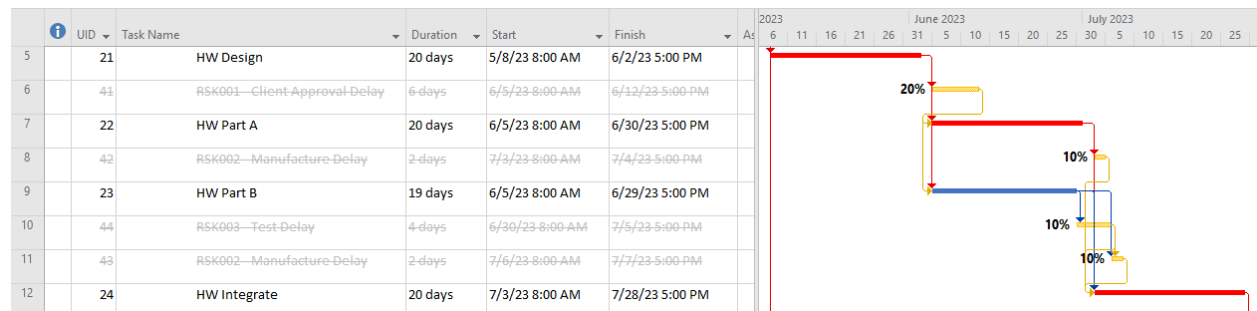 2023 June 2023 July 2023
UID Task Name Duration Start Finish As 6 11 16 21 26 31 5 10 15 20 25 30 5 10 15 20 25
5 21 HW Design 20 days 5/8/23 8:00 AM 6/2/23 5:00 PM
6 41 RSK001 - Client Approval Delay 6 days 6/5/23 8:00 AM 6/12/23 5:00 PM 20%
7 22 HW Part A 20 days 6/5/23 8:00 AM 6/30/23 5:00 PM
8 42 RSK002 - Manufacture Delay 2 days 7/3/23 8:00 AM 7/4/23 5:00 PM 10%
9 23 HW Part B 19 days 6/5/23 8:00 AM 6/29/23 5:00 PM
10 44 RSK003 - Test Delay 4 days 6/30/23 8:00 AM 7/5/23 5:00 PM 10%
11 43 RSK002 - Manufacture Delay 2 days 7/6/23 8:00 AM 7/7/23 5:00 PM 10%
12 24 HW Integrate 20 days 7/3/23 8:00 AM 7/28/23 5:00 PM